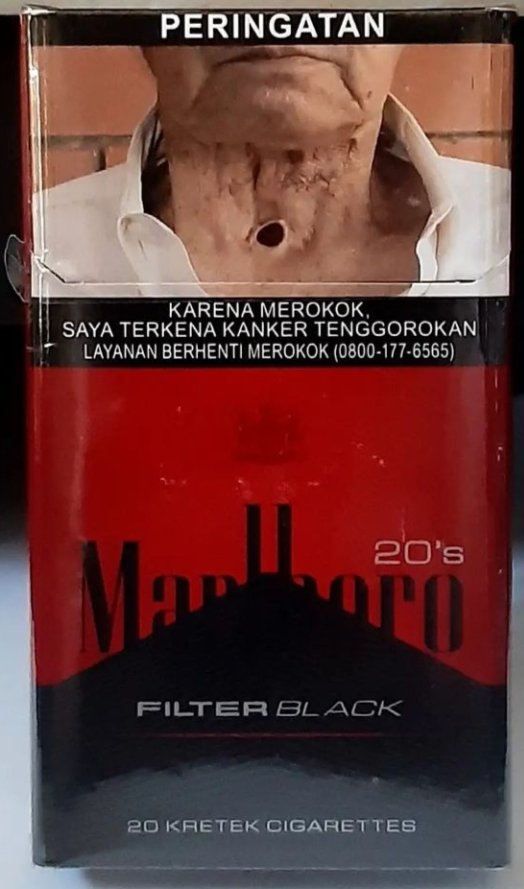 PERINGATAN
KARENA MEROKOK,
SAYA TERKENA KANKER TENGGOROKAN
LAYANAN BERHENTI MEROKOK (0800-177-6565)
20's
Marlboro
FILTER BLACK
20 KRETEK CIGARETTES